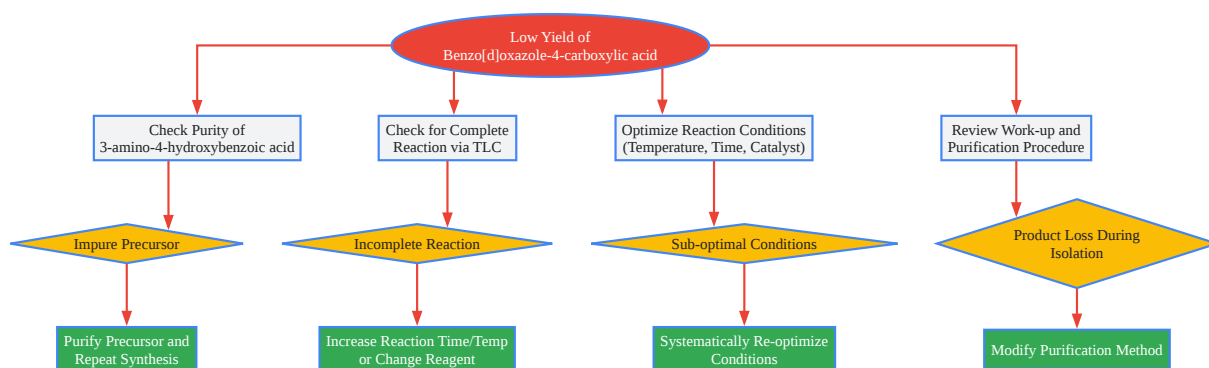 Low Yield of
Benzo[d]oxazole-4-carboxylic acid
Check Purity of
3-amino-4-hydroxybenzoic acid
Check for Complete
Reaction via TLC
Optimize Reaction Conditions
(Temperature, Time, Catalyst)
Review Work-up and
Purification Procedure
Impure Precursor
Incomplete Reaction
Sub-optimal Conditions
Product Loss During
Isolation
Purify Precursor and
Repeat Synthesis
Increase Reaction Time/Temp
or Change Reagent
Systematically Re-optimize
Conditions
Modify Purification Method